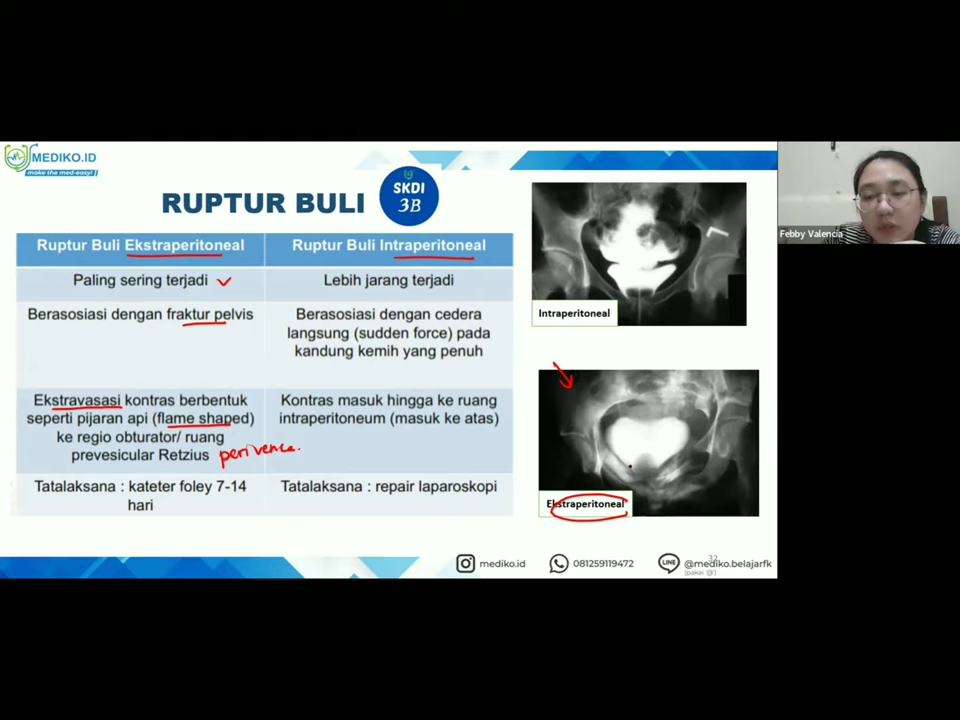 MEDIKO.ID
make the med-easy!
RUPTUR BULI
SKDI
3B
Ruptur Buli Ekstraperitoneal
Ruptur Buli Intraperitoneal
Paling sering terjadi
Lebih jarang terjadi
Berasosiasi dengan fraktur pelvis
Berasosiasi dengan cedera
langsung (sudden force) pada
kandung kemih yang penuh
Ekstravasasi kontras berbentuk
seperti pijaran api (flame shaped)
ke regio obturator/ ruang
prevesicular Retzius
Kontras masuk hingga ke ruang
intraperitoneum (masuk ke atas)
Tatalaksana : kateter foley 7-14
hari
Tatalaksana : repair laparoskopi
Intraperitoneal
Ekstraperitoneal
Febby Valencia
mediko.id
081259119472
LINE
@mediko.belajarfk
(pakai '@')
32